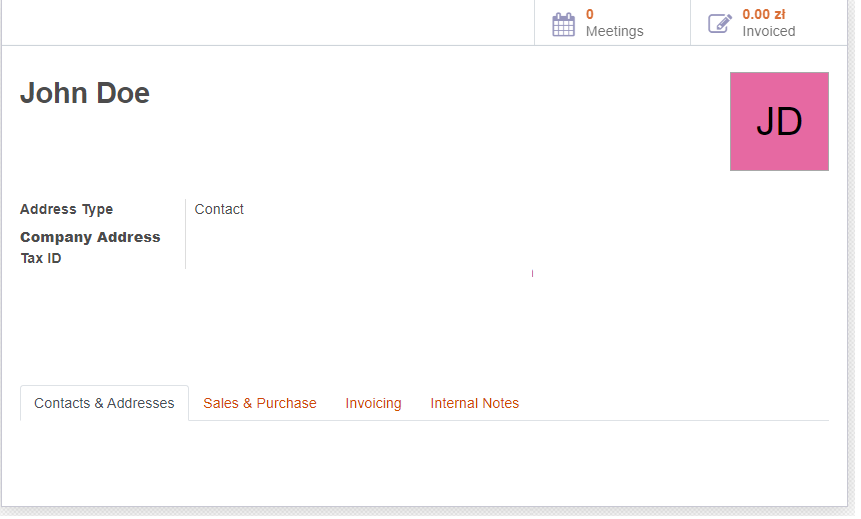 0
Meetings
0.00 zł
Invoiced
John Doe
JD
Address Type Contact
Company Address
Tax ID
Contacts & Addresses Sales & Purchase Invoicing Internal Notes